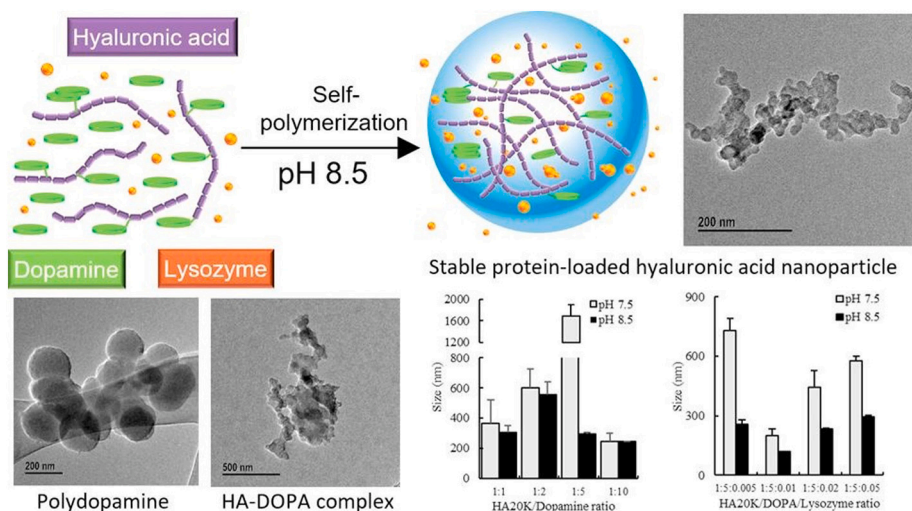 Hyaluronic acid
Self-
polymerization
pH 8.5
200 nm
Dopamine
Lysozyme
Stable protein-loaded hyaluronic acid nanoparticle
200 nm
Polydopamine
500 nm
HA-DOPA complex
2000
1600
1200
800
600
400
200
0
Size (nm)
pH 7.5
pH 8.5
1:1 1:2 1:5 1:10
HA20K/Dopamine ratio
900
600
300
0
Size (nm)
pH 7.5
pH 8.5
1:5:0.005 1:5:0.01 1:5:0.02 1:5:0.05
HA20K/DOPA/Lysozyme ratio